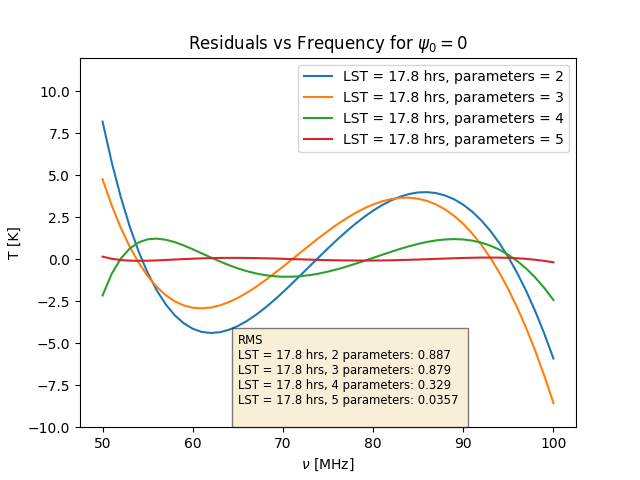 Residuals vs Frequency for ψ₀ = 0
T [K]
10.0
7.5
5.0
2.5
0.0
−2.5
−5.0
−7.5
−10.0
LST = 17.8 hrs, parameters = 2
LST = 17.8 hrs, parameters = 3
LST = 17.8 hrs, parameters = 4
LST = 17.8 hrs, parameters = 5
RMS
LST = 17.8 hrs, 2 parameters: 0.887
LST = 17.8 hrs, 3 parameters: 0.879
LST = 17.8 hrs, 4 parameters: 0.329
LST = 17.8 hrs, 5 parameters: 0.0357
50 60 70 80 90 100
ν [MHz]